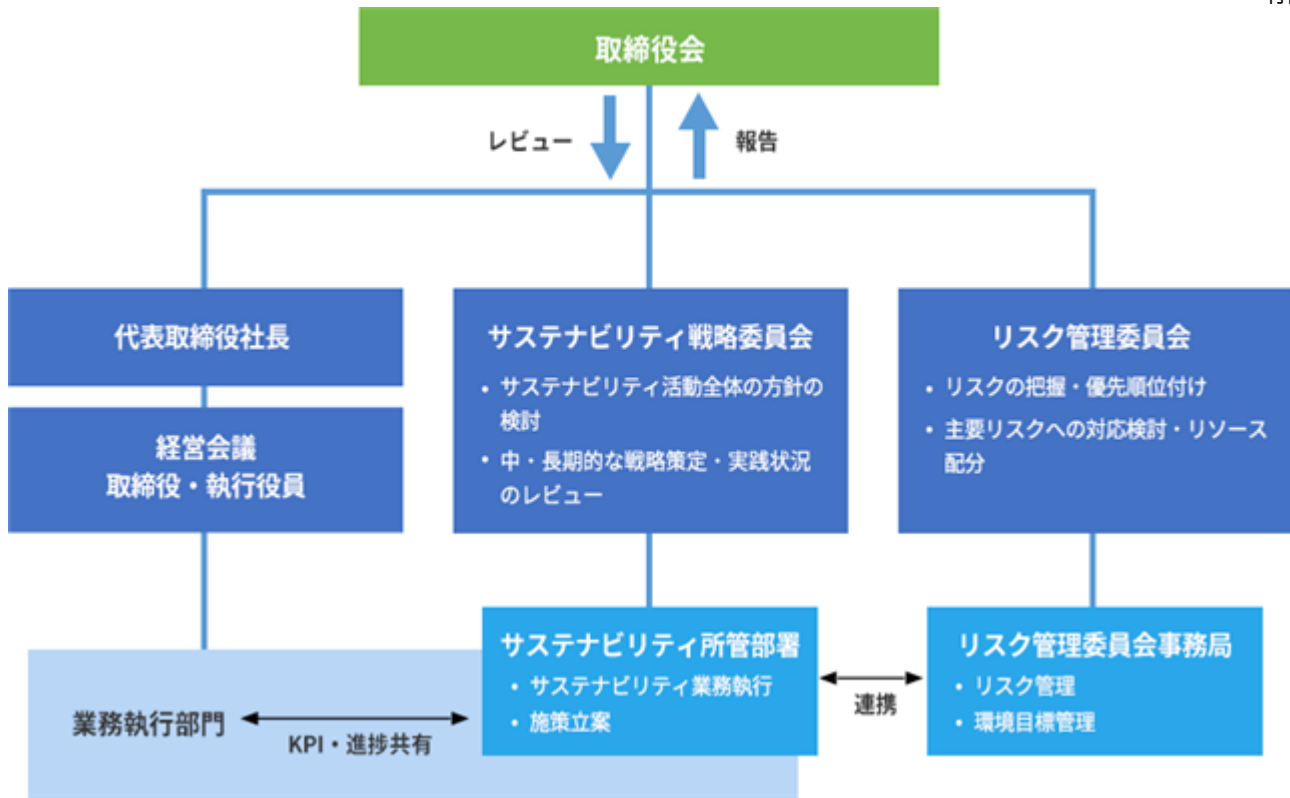 取締役会
レビュー
報告
代表取締役社長
経営会議
取締役・執行役員
サステナビリティ戦略委員会
• サステナビリティ活動全体の方針の
検討
• 中・長期的な戦略策定・実践状況
のレビュー
リスク管理委員会
• リスクの把握・優先順位付け
• 主要リスクへの対応検討・リソース
配分
業務執行部門
KPI・進捗共有
サステナビリティ所管部署
• サステナビリティ業務執行
• 施策立案
連携
リスク管理委員会事務局
• リスク管理
• 環境目標管理